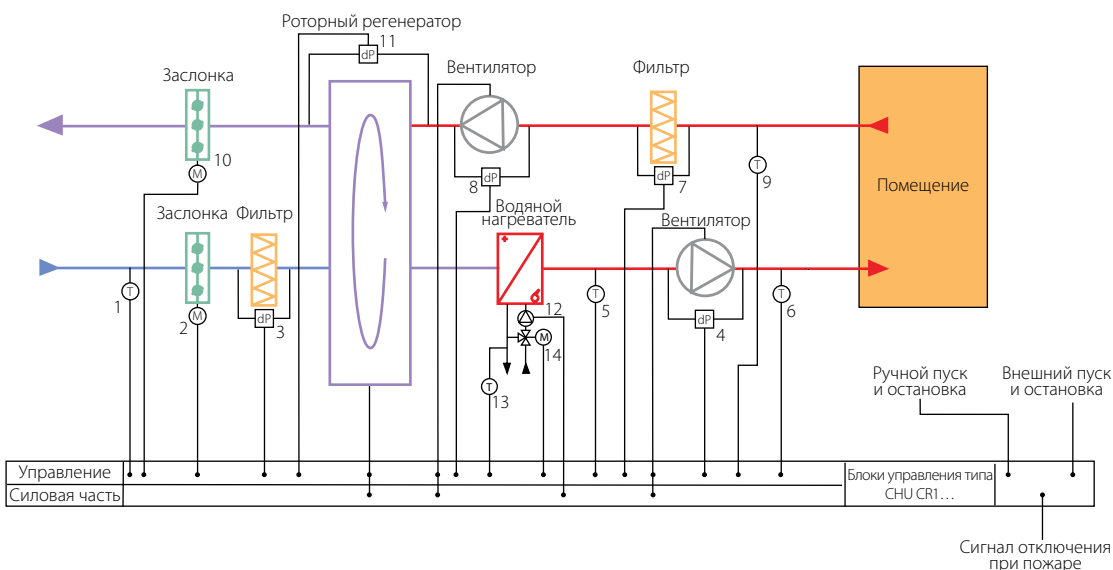 Роторный регенератор
11
dP
Заслонка
Вентилятор
Фильтр
10
M
8
dP
dP
7
T
9
Помещение
Заслонка
Фильтр
Водяной
нагреватель
Вентилятор
T
1
M
2
dP
3
12
M
14
T
13
T
5
dP
4
T
6
Ручной пуск
и остановка
Внешний пуск
и остановка
Управление
Силовая часть
Блоки управления типа
CHU CR1...
Сигнал отключения
при пожаре